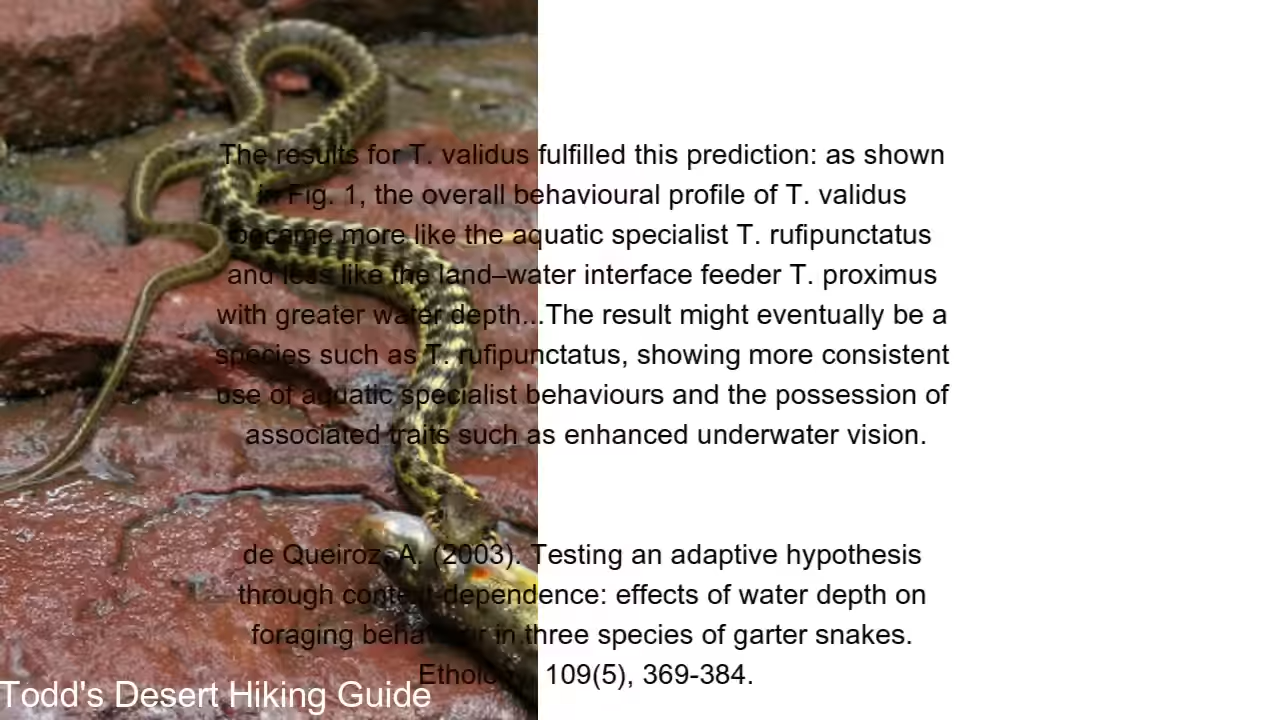 The results for T. validus fulfilled this prediction: as shown
in Fig. 1, the overall behavioural profile of T. validus
became more like the aquatic specialist T. rufipunctatus
and less like the land–water interface feeder T. proximus
with greater water depth...The result might eventually be a
species such as T. rufipunctatus, showing more consistent
use of aquatic specialist behaviours and the possession of
associated traits such as enhanced underwater vision.
de Queiroz, A. (2003). Testing an adaptive hypothesis
through context-dependence: effects of water depth on
foraging behaviour in three species of garter snakes.
Ethology, 109(5), 369-384.
Todd's Desert Hiking Guide